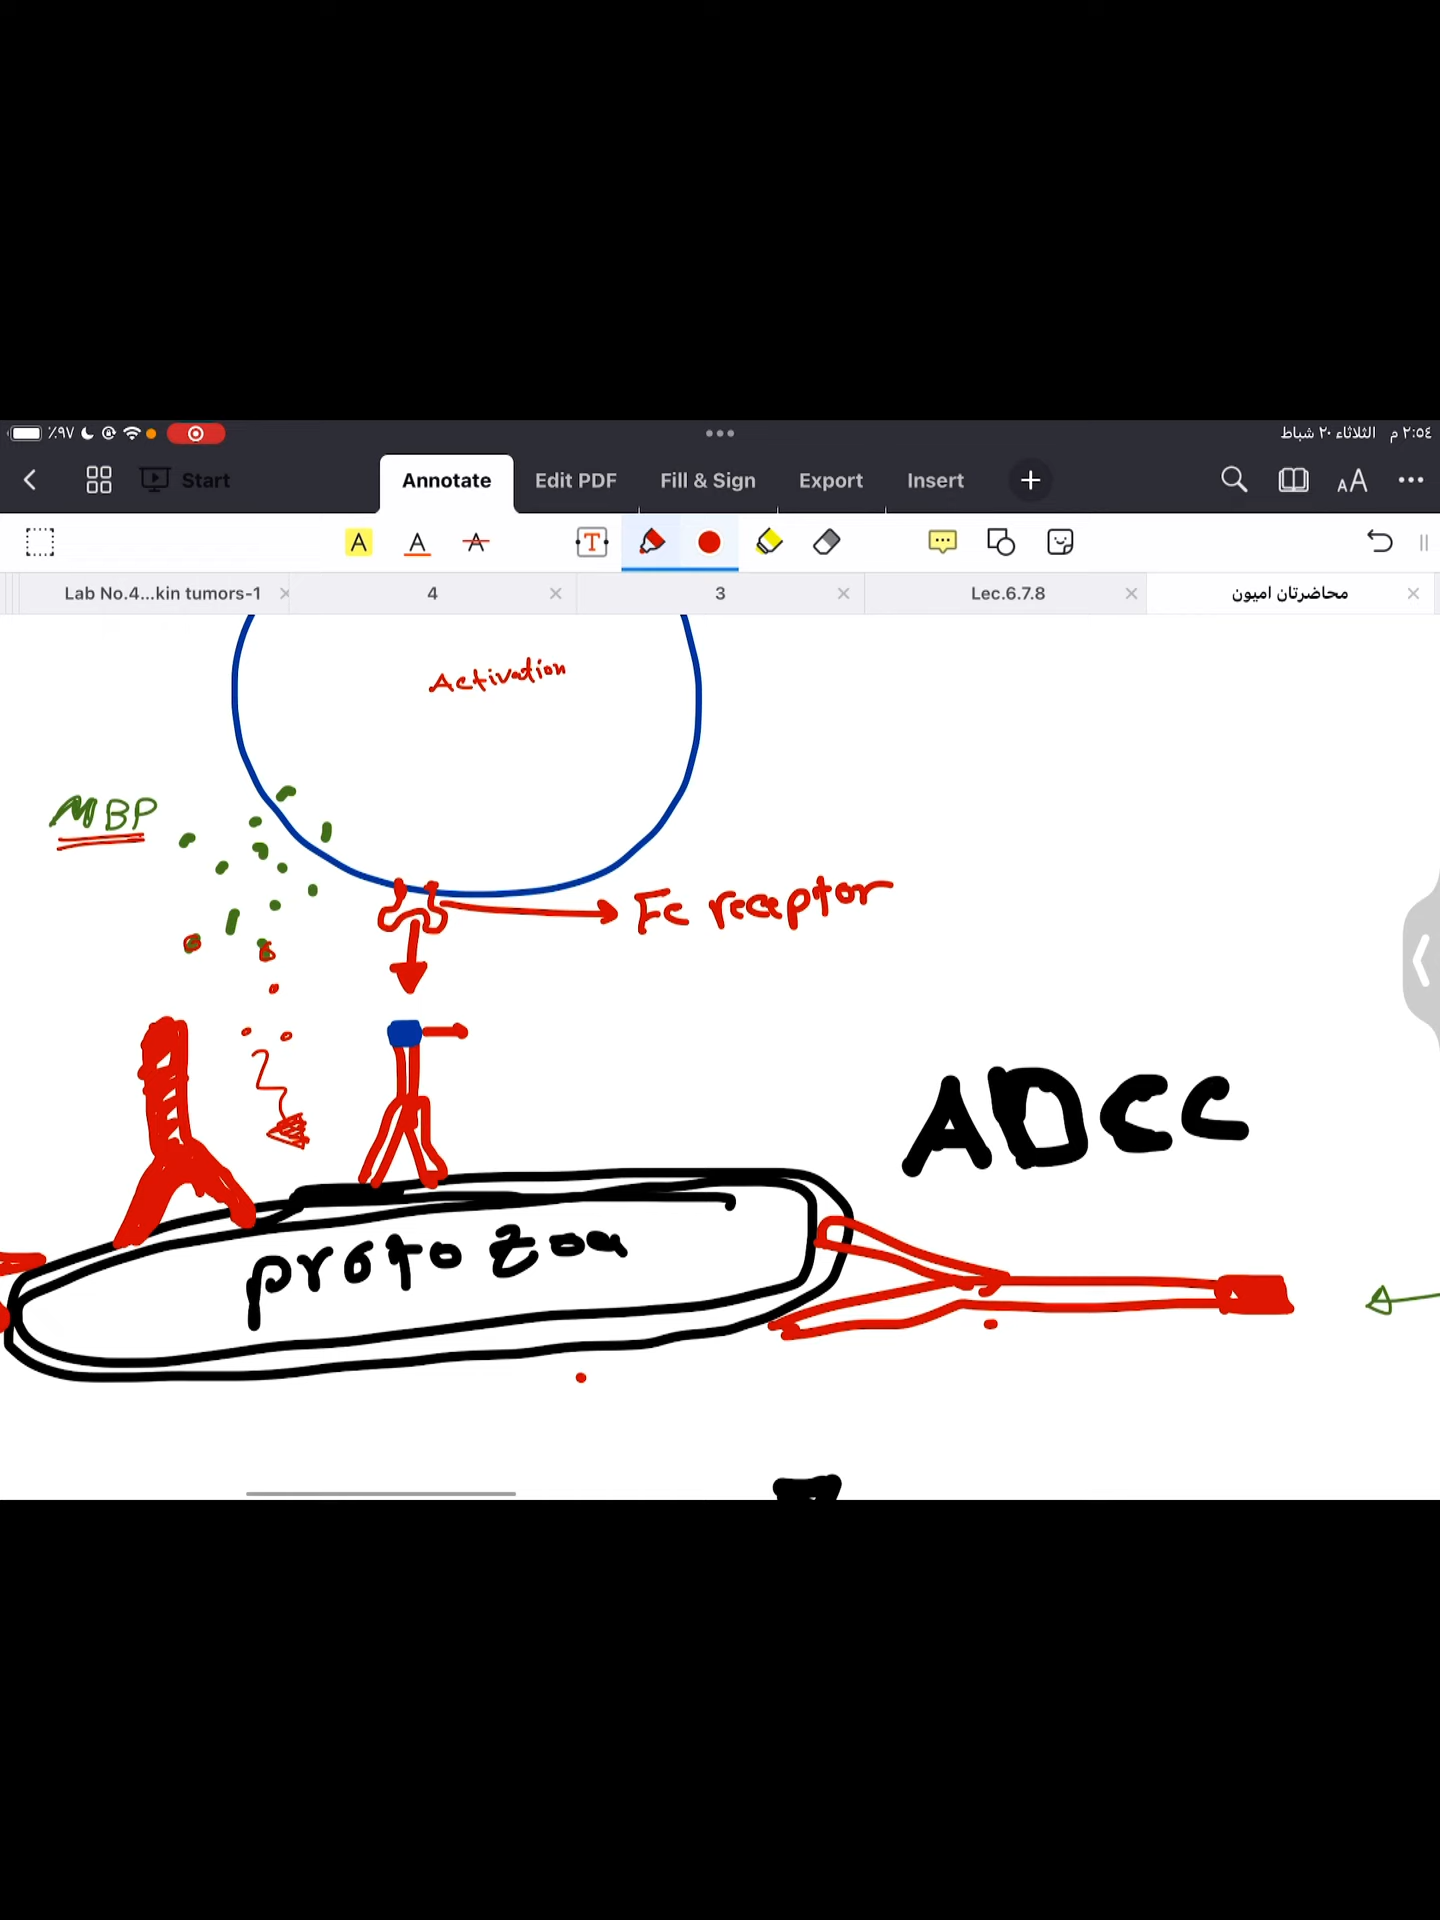 ٪٩٧
٢:٥٤ م الثلاثاء ٢٠ شباط
Start Annotate Edit PDF Fill & Sign Export Insert
Lab No.4...kin tumors-1 4 3 Lec.6.7.8 محاضرتان اميون
Activation
MBP
Fc receptor
ADCC
protozoa